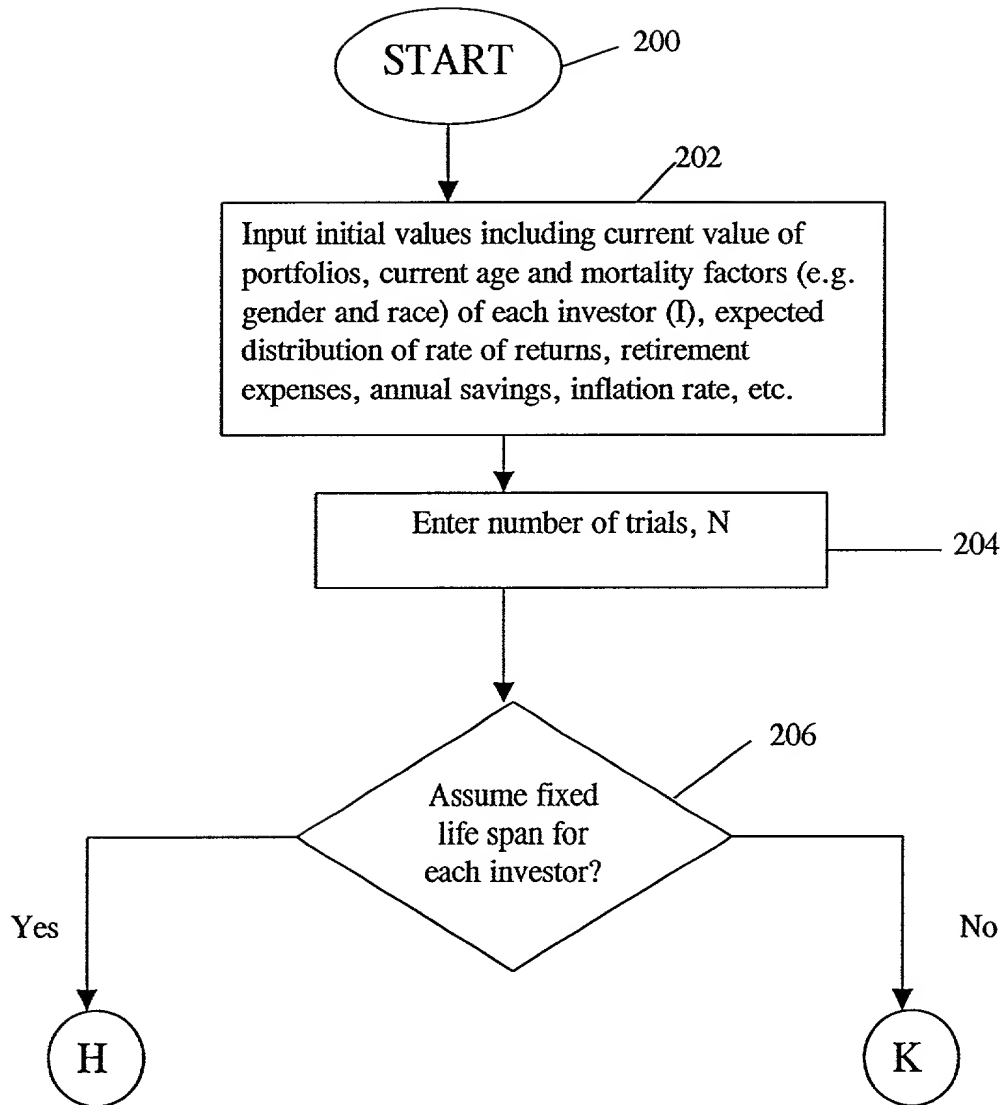 START
200
202
Input initial values including current value of
portfolios, current age and mortality factors (e.g.
gender and race) of each investor (I), expected
distribution of rate of returns, retirement
expenses, annual savings, inflation rate, etc.
Enter number of trials, N
204
206
Assume fixed
life span for
each investor?
Yes
No
H
K